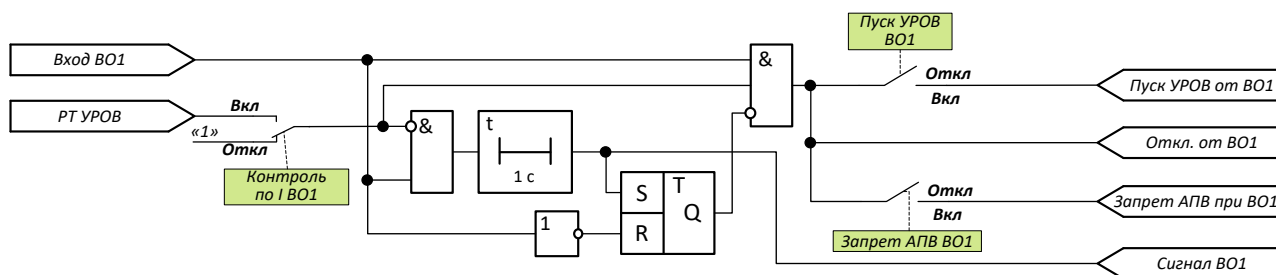 Пуск УРОВ
ВО1
Вход ВО1
&
Откл
Вкл
Пуск УРОВ от ВО1
РТ УРОВ
Вкл
«1»
Откл
&
t
1 с
Откл. от ВО1
Контроль
по I ВО1
S
T
Q
R
1
Откл
Вкл
Запрет АПВ при ВО1
Запрет АПВ ВО1
Сигнал ВО1